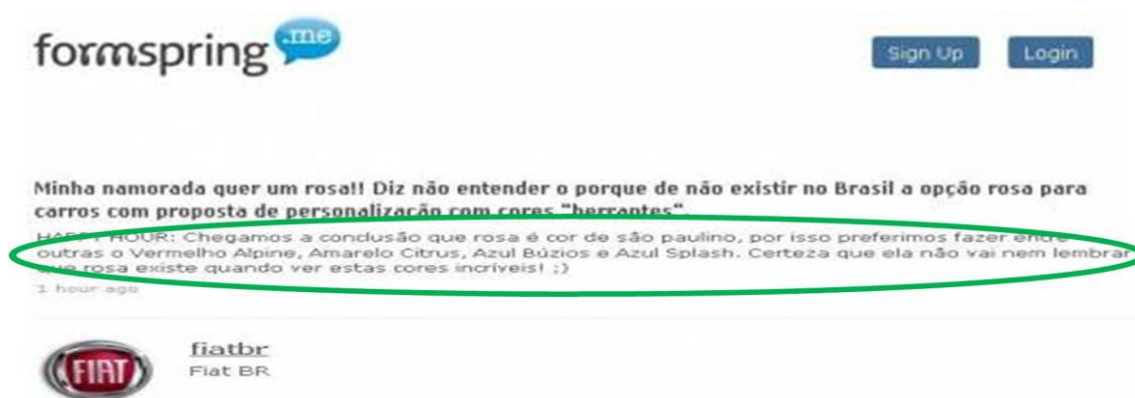 formspring.me
Sign Up Login
Minha namorada quer um rosa!! Diz não entender o porque de não existir no Brasil a opção rosa para
carros com proposta de personalização com cores "berrantes".
HAPPY HOUR: Chegamos a conclusão que rosa é cor de são paulino, por isso preferimos fazer entre
outras o Vermelho Alpine, Amarelo Citrus, Azul Búzios e Azul Splash. Certeza que ela não vai nem lembrar
que rosa existe quando ver estas cores incríveis! ;)
1 hour ago
FIAT
fiatbr
Fiat BR